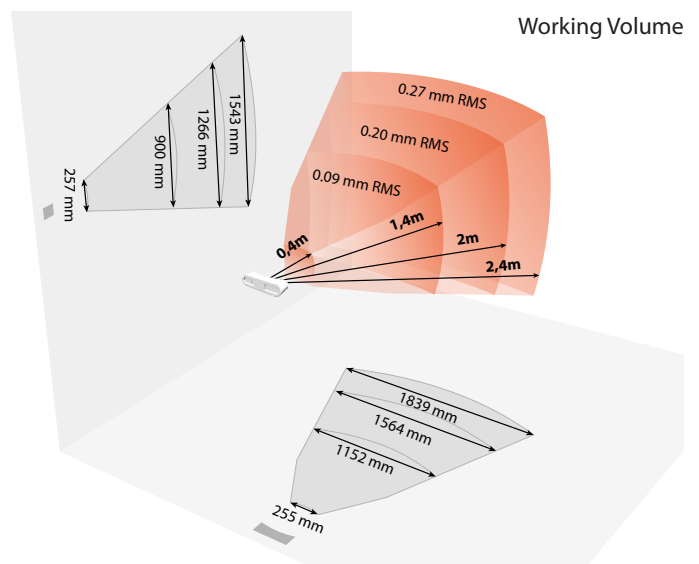 Working Volume
257 mm
900 mm
1266 mm
1543 mm
0.27 mm RMS
0.20 mm RMS
0.09 mm RMS
0,4m
1,4m
2m
2,4m
1839 mm
1564 mm
1152 mm
255 mm